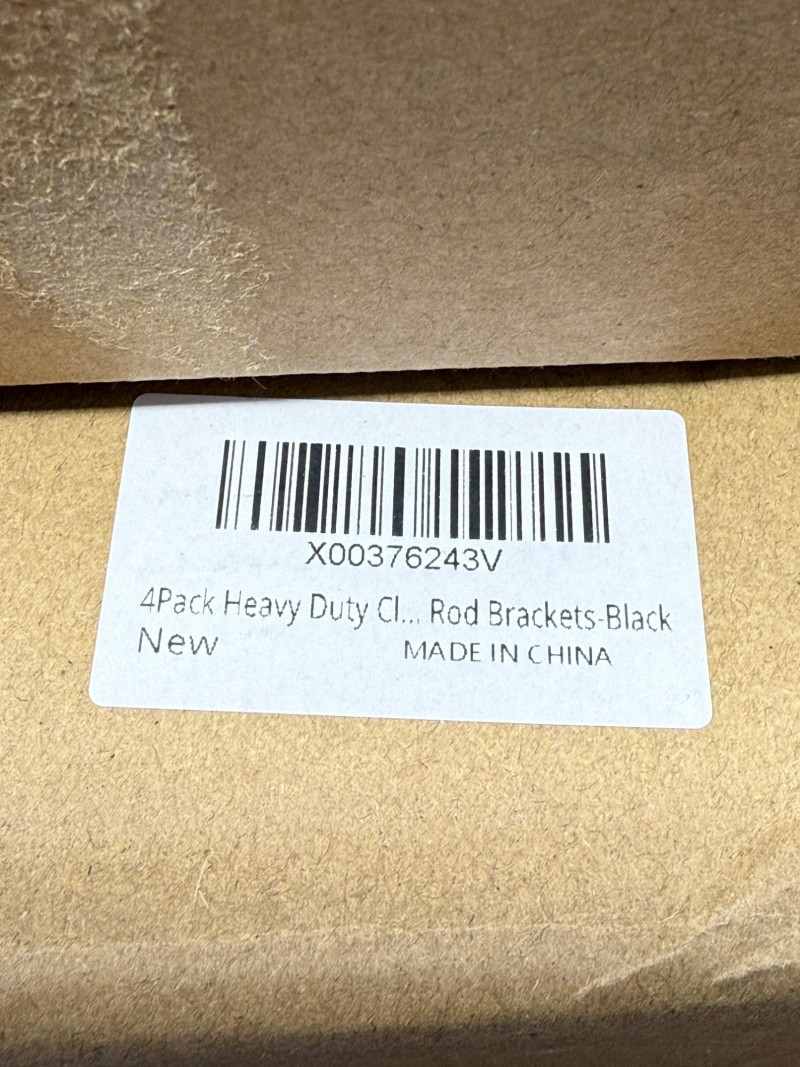 X00376243V
4Pack Heavy Duty Cl... Rod Brackets-Black
New MADE IN CHINA